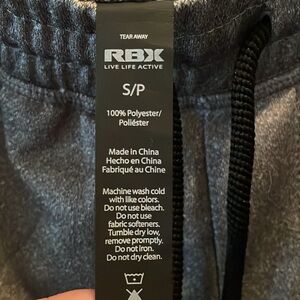 TEAR AWAY
RBX
LIVE LIFE ACTIVE
S/P
100% Polyester/
Poliéster
Made in China
Hecho en China
Fabriqué au Chine
Machine wash cold
with like colors.
Do not use bleach.
Do not use
fabric softeners.
Tumble dry low,
remove promptly.
Do not iron.
Do not dry clean.